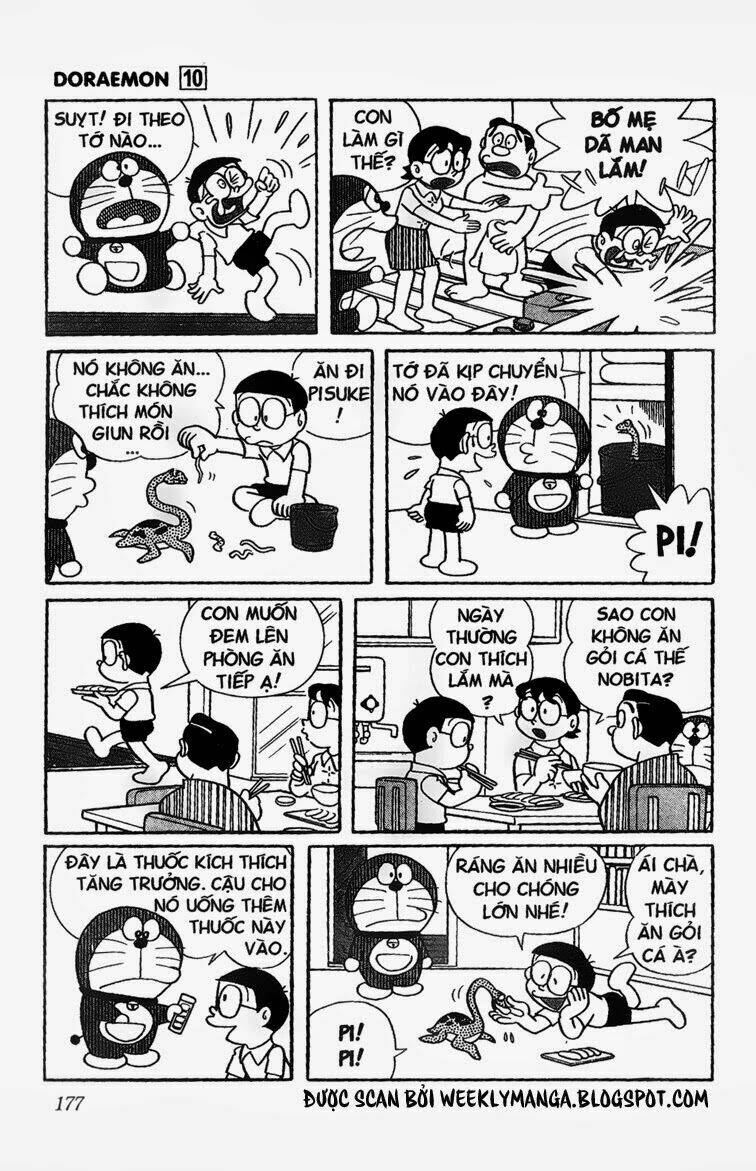 DORAEMON 10
BỐ MẸ
DÃ MAN
LẮM!
CON
LÀM GÌ
THẾ?
SUỴT! ĐI THEO
TỚ NÀO...
TỚ ĐÃ KỊP CHUYỂN
NÓ VÀO ĐÂY!
PI!
ĂN ĐI
PISUKE
!
NÓ KHÔNG ĂN...
CHẮC KHÔNG
THÍCH MÓN
GIUN RỒI
...
SAO CON
KHÔNG ĂN
GỎI CÁ THẾ
NOBITA?
NGÀY
THƯỜNG
CON THÍCH
LẮM MÀ
?
CON MUỐN
ĐEM LÊN
PHÒNG ĂN
TIẾP Ạ!
ÁI CHÀ,
MÀY
THÍCH
ĂN GỎI
CÁ À?
RÁNG ĂN NHIỀU
CHO CHÓNG
LỚN NHÉ!
PI!
PI!
ĐÂY LÀ THUỐC KÍCH THÍCH
TĂNG TRƯỞNG. CẬU CHO
NÓ UỐNG THÊM
THUỐC NÀY
VÀO.
177
ĐƯỢC SCAN BỞI WEEKLYMANGA.BLOGSPOT.COM